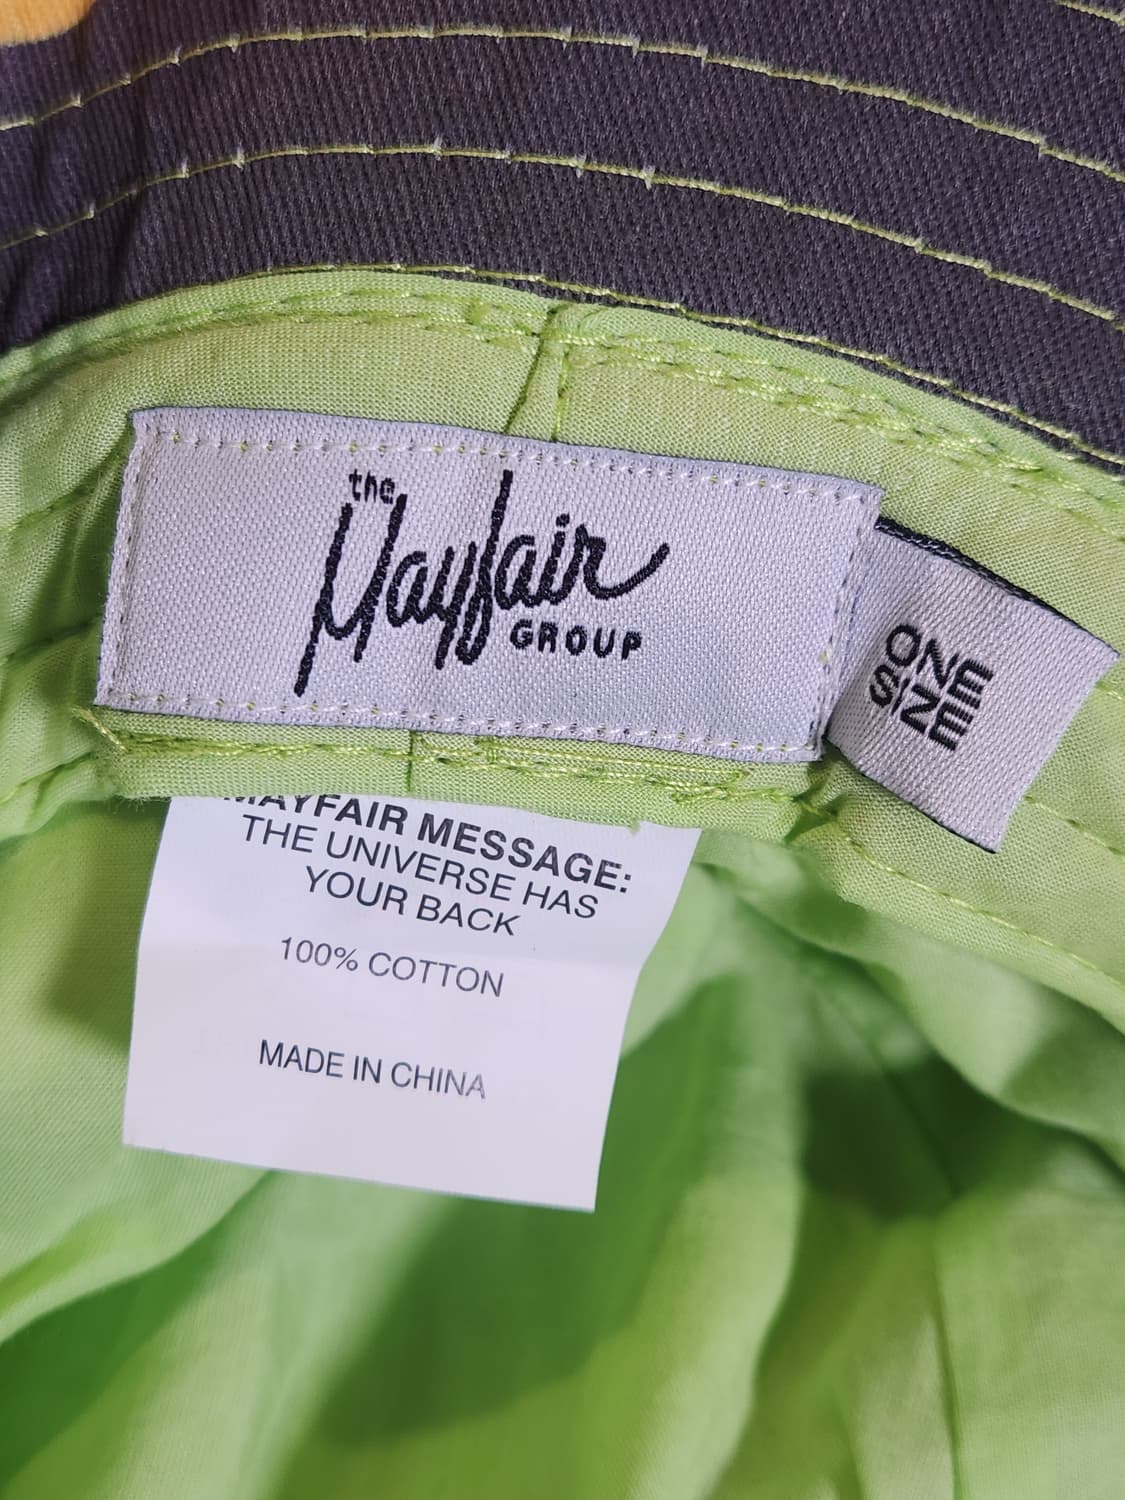 the
Mayfair
GROUP
ONE
SIZE
MAYFAIR MESSAGE:
THE UNIVERSE HAS
YOUR BACK
100% COTTON
MADE IN CHINA